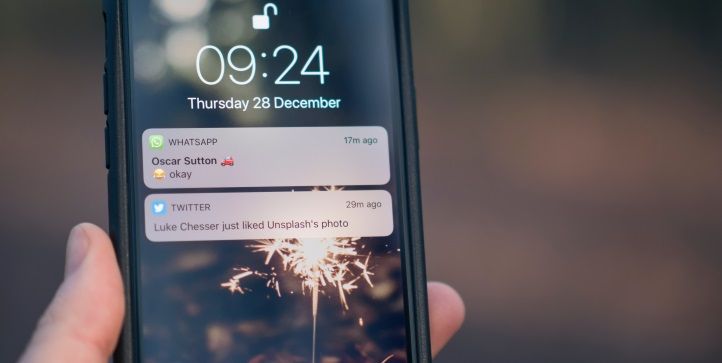 09:24
Thursday 28 December
WHATSAPP 17m ago
Oscar Sutton 🚒
😂 okay
TWITTER 29m ago
Luke Chesser just liked Unsplash's photo